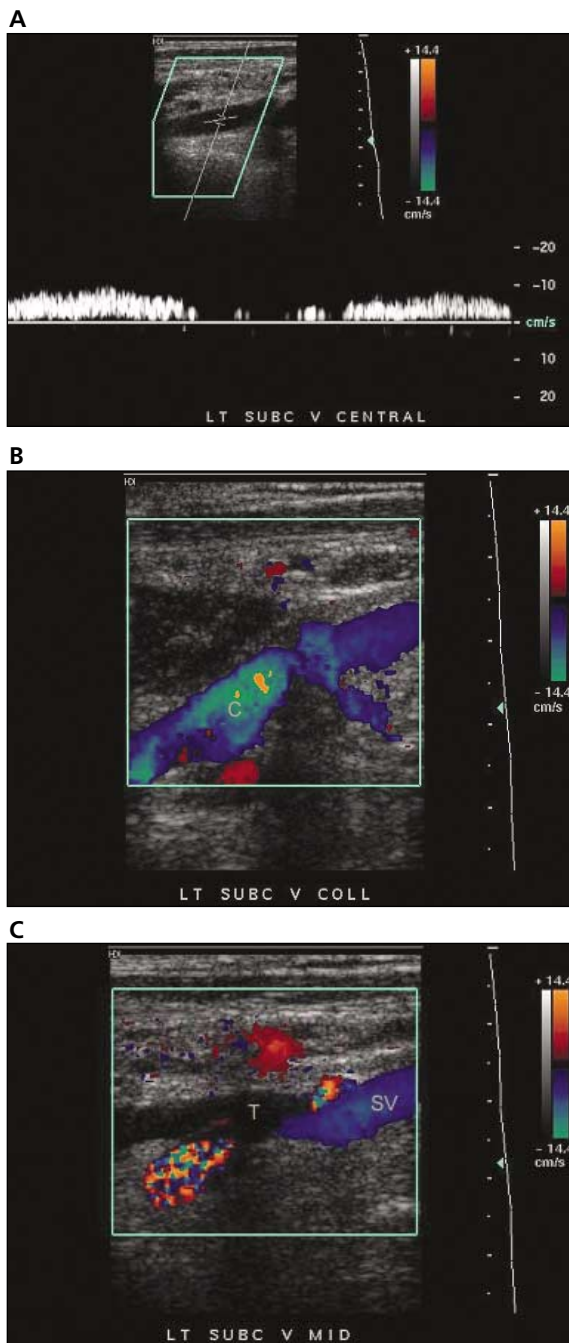 A
+ 14.4
- 14.4
cm/s
-20
-10
cm/s
10
20
LT SUBC V CENTRAL
B
+ 14.4
- 14.4
cm/s
C
LT SUBC V COLL
C
+ 14.4
- 14.4
cm/s
T
SV
LT SUBC V MID